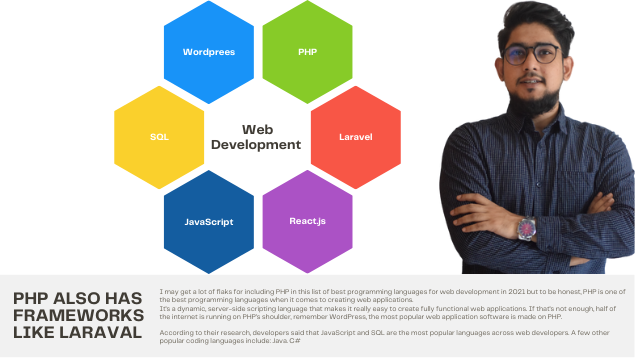 Wordprees
PHP
SQL
Web
Development
Laravel
JavaScript
React.js
PHP ALSO HAS
FRAMEWORKS
LIKE LARAVAL
I may get a lot of flaks for including PHP in this list of best programming languages for web development in 2021 but to be honest, PHP is one of
the best programming languages when it comes to creating web applications.
It's a dynamic, server-side scripting language that makes it really easy to create fully functional web applications. If that's not enough, half of
the internet is running on PHP's shoulder, remember WordPress, the most popular web application software is made on PHP.
According to their research, developers said that JavaScript and SQL are the most popular languages across web developers. A few other
popular coding languages include: Java. C#